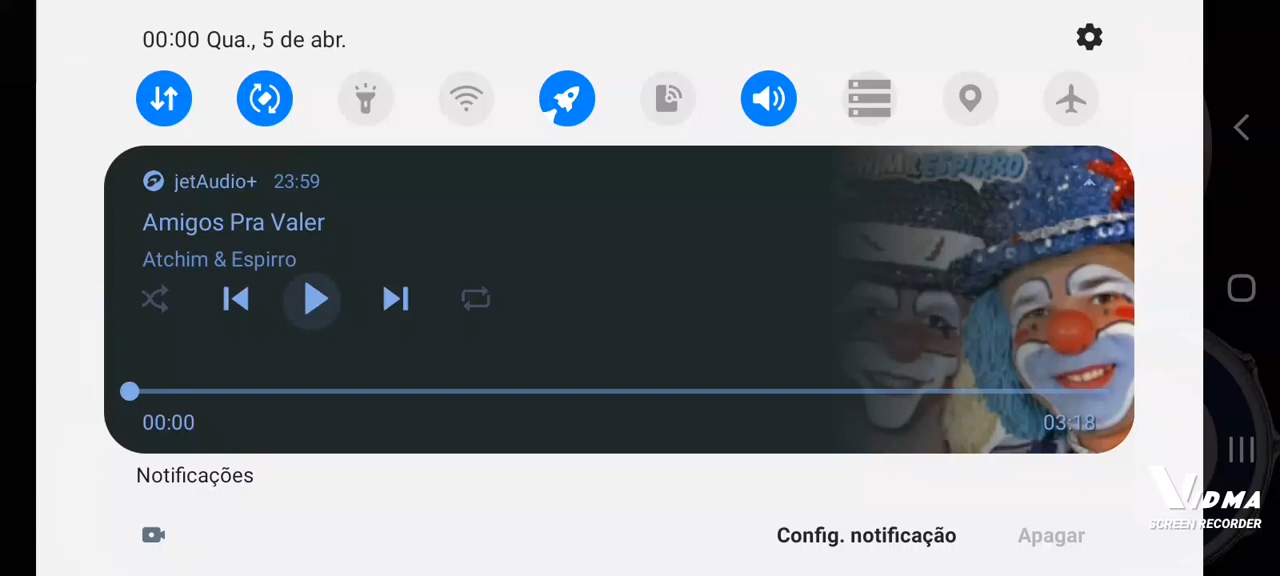 00:00 Qua., 5 de abr.
jetAudio+ 23:59
Amigos Pra Valer
Atchim & Espirro
ESPIRRO
00:00
03:18
Notificações
Config. notificação
Apagar
VIDMA
SCREEN RECORDER